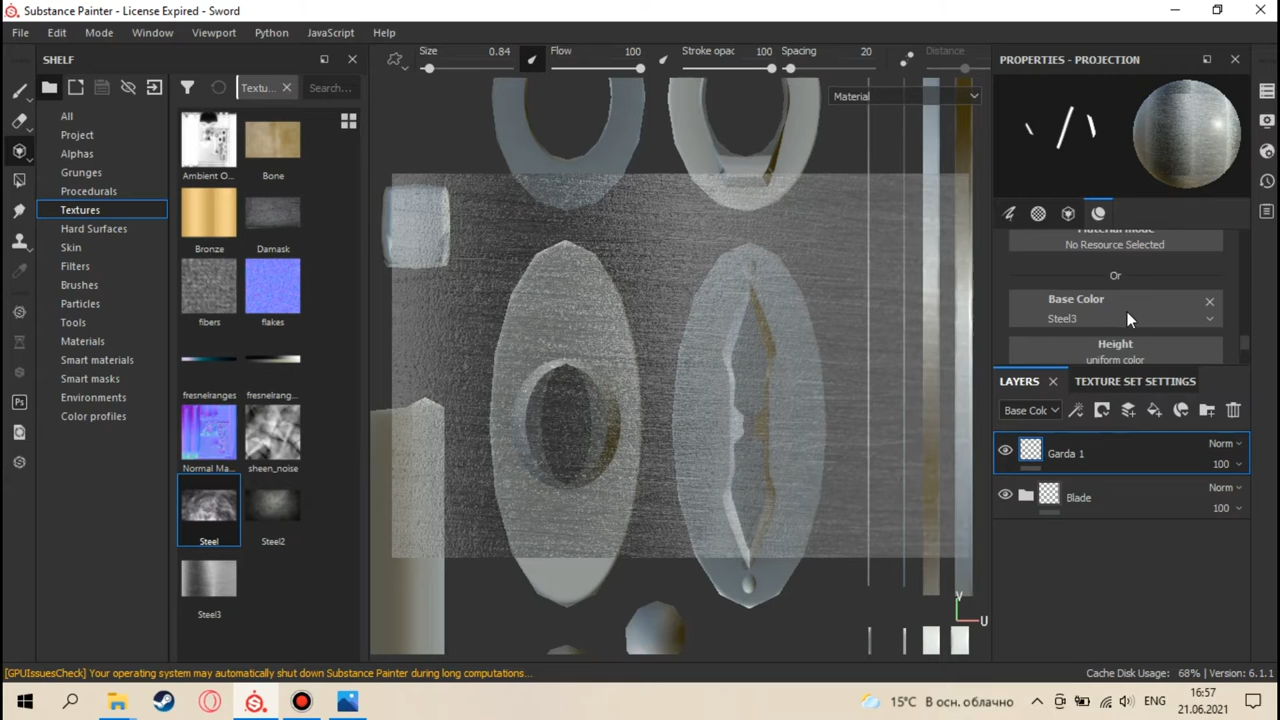 Substance Painter - License Expired - Sword
File Edit Mode Window Viewport Python JavaScript Help
SHELF
Size 0.84 Flow 100 Stroke opac 100 Spacing 20 Distance
PROPERTIES - PROJECTION
Textu... Search...
Material
All
Project
Alphas
Grunges
Procedurals
Textures
Hard Surfaces
Skin
Filters
Brushes
Particles
Tools
Materials
Smart materials
Smart masks
Environments
Color profiles
Ambient O... Bone
Bronze Damask
fibers flakes
fresnelranges fresnelrang...
Normal Ma... sheen_noise
Steel Steel2
Steel3
Material mode
No Resource Selected
Or
Base Color
Steel3
Height
uniform color
LAYERS TEXTURE SET SETTINGS
Base Colc
Norm
Garda 1
100
Norm
Blade
100
V
U
Ps
[GPUIssuesCheck] Your operating system may automatically shut down Substance Painter during long computations...
Cache Disk Usage: 68% | Version: 6.1.1
15°C В осн. облачно
ENG
16:57
21.06.2021